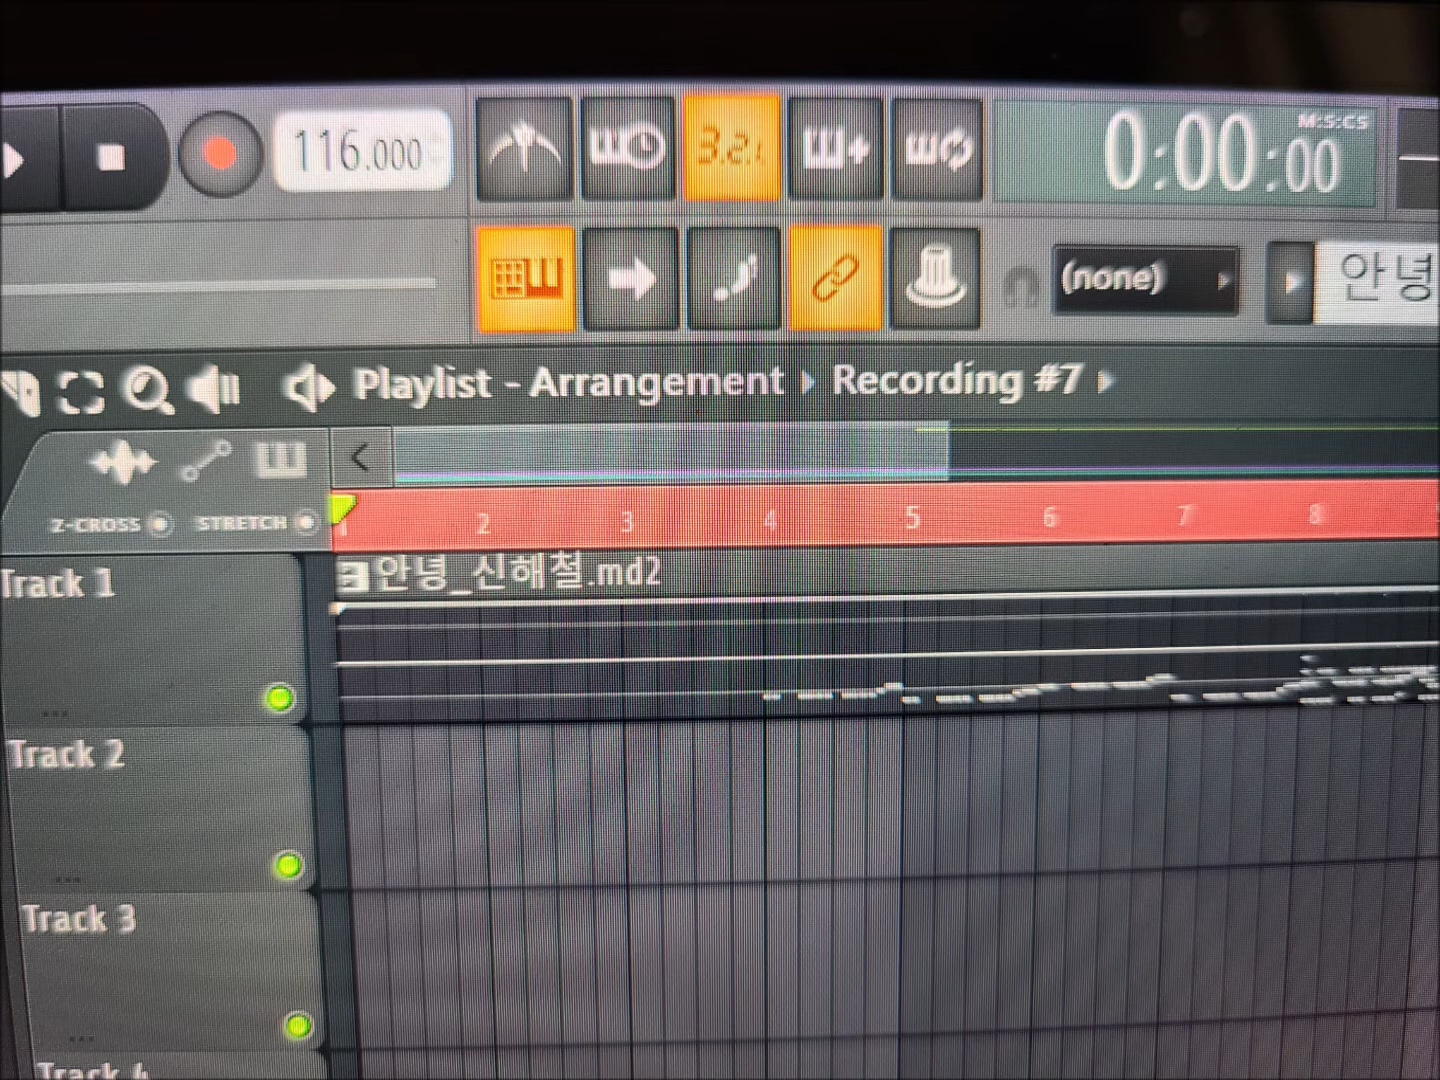 116.000
3.2.1
M:S:CS
0:00:00
(none)
안녕
Playlist - Arrangement Recording #7
Z-CROSS STRETCH
1 2 3 4 5 6 7 8
안녕_신해철.md2
Track 1
Track 2
Track 3
Track 4